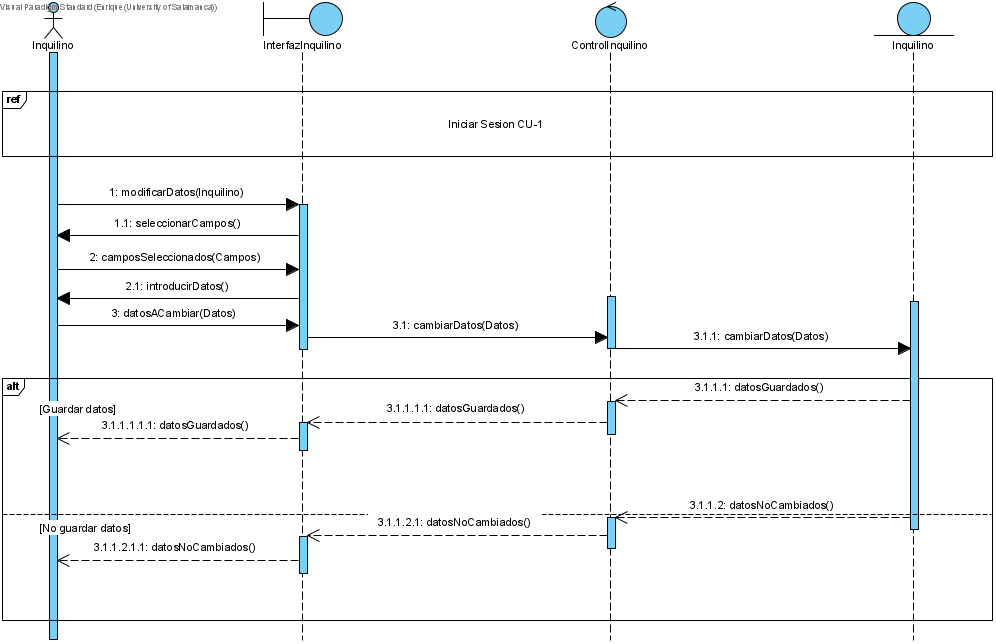 Visual Paradigm Standard (Enrique (University of Salamanca))
Inquilino
InterfazInquilino
ControlInquilino
Inquilino
ref
Iniciar Sesion CU-1
1: modificarDatos(Inquilino)
1.1: seleccionarCampos()
2: camposSeleccionados(Campos)
2.1: introducirDatos()
3: datosACambiar(Datos)
3.1: cambiarDatos(Datos)
3.1.1: cambiarDatos(Datos)
alt
3.1.1.1: datosGuardados()
[Guardar datos]
3.1.1.1.1: datosGuardados()
3.1.1.1.1.1: datosGuardados()
3.1.1.2: datosNoCambiados()
[No guardar datos]
3.1.1.2.1: datosNoCambiados()
3.1.1.2.1.1: datosNoCambiados()